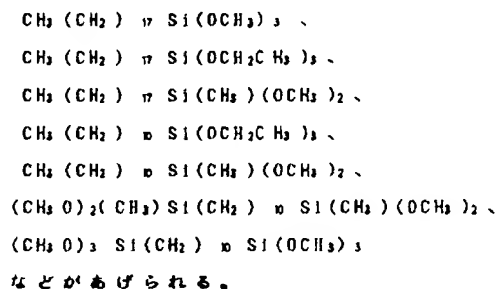 CH₃(CH₂)₁₇Si(OCH₃)₃、
CH₃(CH₂)₁₇Si(OCH₂CH₃)₃、
CH₃(CH₂)₁₇Si(CH₃)(OCH₃)₂、
CH₃(CH₂)₁₀Si(OCH₂CH₃)₃、
CH₃(CH₂)₁₀Si(CH₃)(OCH₃)₂、
(CH₃O)₂(CH₃)Si(CH₂)₁₀Si(CH₃)(OCH₃)₂、
(CH₃O)₃Si(CH₂)₁₀Si(OCH₃)₃
などがあげられる。